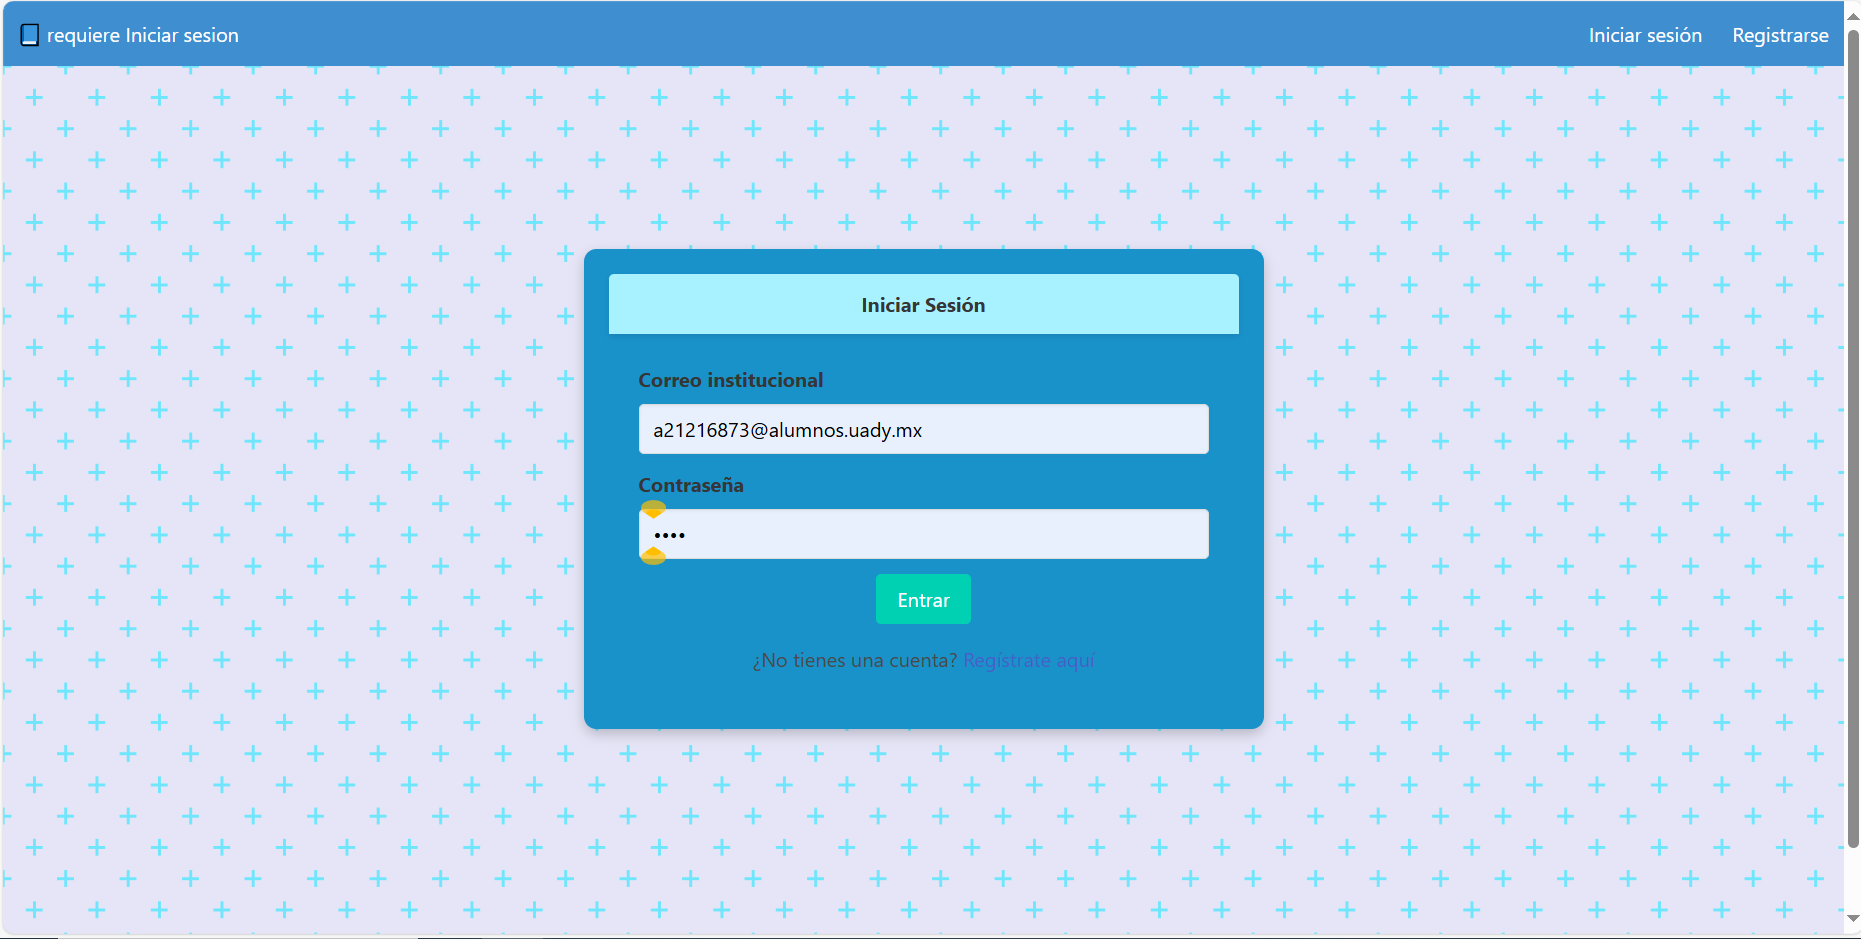 requiere Iniciar sesion
Iniciar sesión Registrarse
Iniciar Sesión
Correo institucional
a21216873@alumnos.uady.mx
Contraseña
••••
Entrar
¿No tienes una cuenta? Regístrate aquí